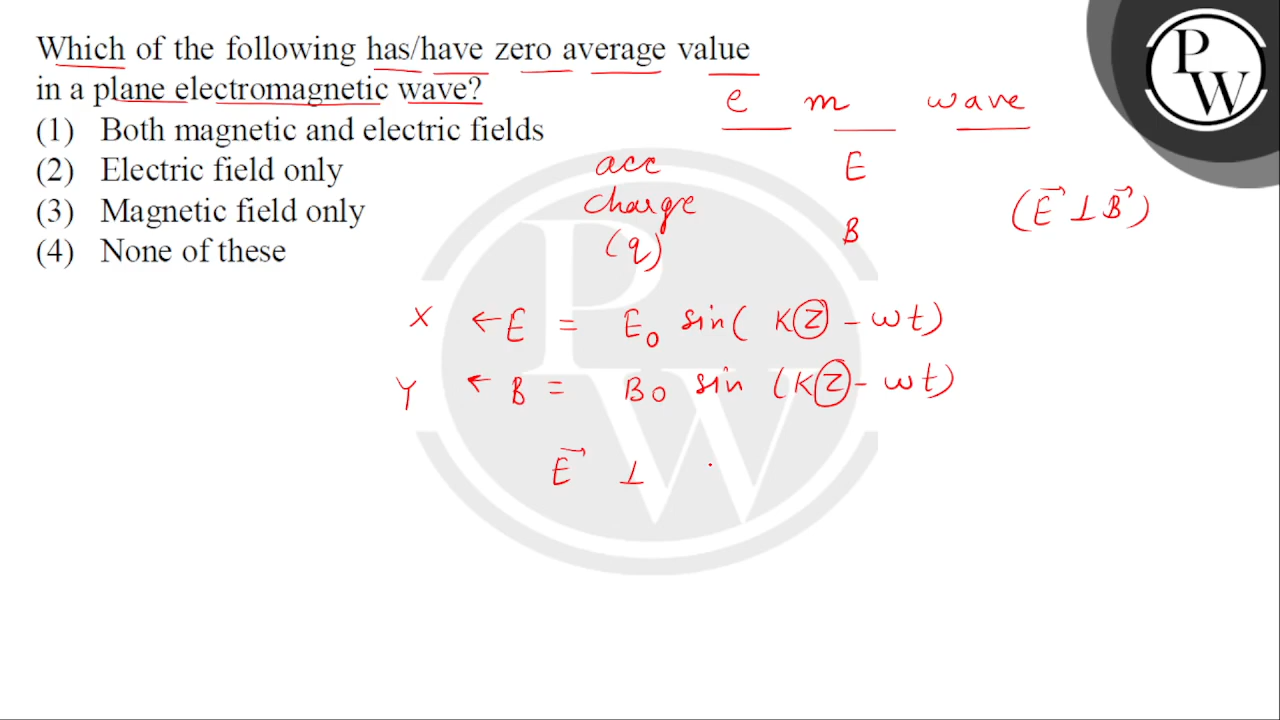 Which of the following has/have zero average value
in a plane electromagnetic wave?
(1) Both magnetic and electric fields
(2) Electric field only
(3) Magnetic field only
(4) None of these
P
W
e m wave
acc
charge
(q)
E
B
(E⃗ ⊥ B⃗)
X ← E = E₀ sin( KZ - ωt)
Y ← B = B₀ sin (KZ - ωt)
E⃗ ⊥
PW